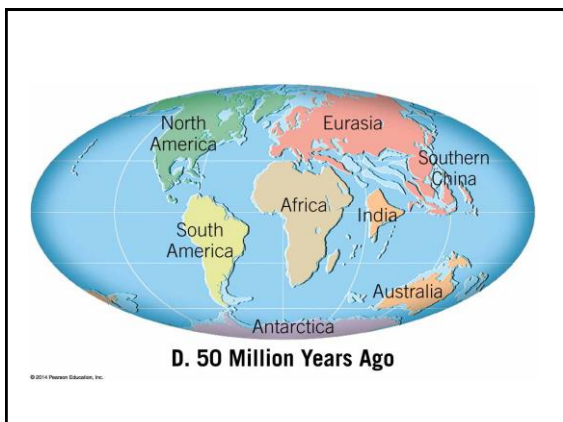 North
America
Eurasia
Southern
China
Africa
India
South
America
Australia
Antarctica
D. 50 Million Years Ago
© 2014 Pearson Education, Inc.